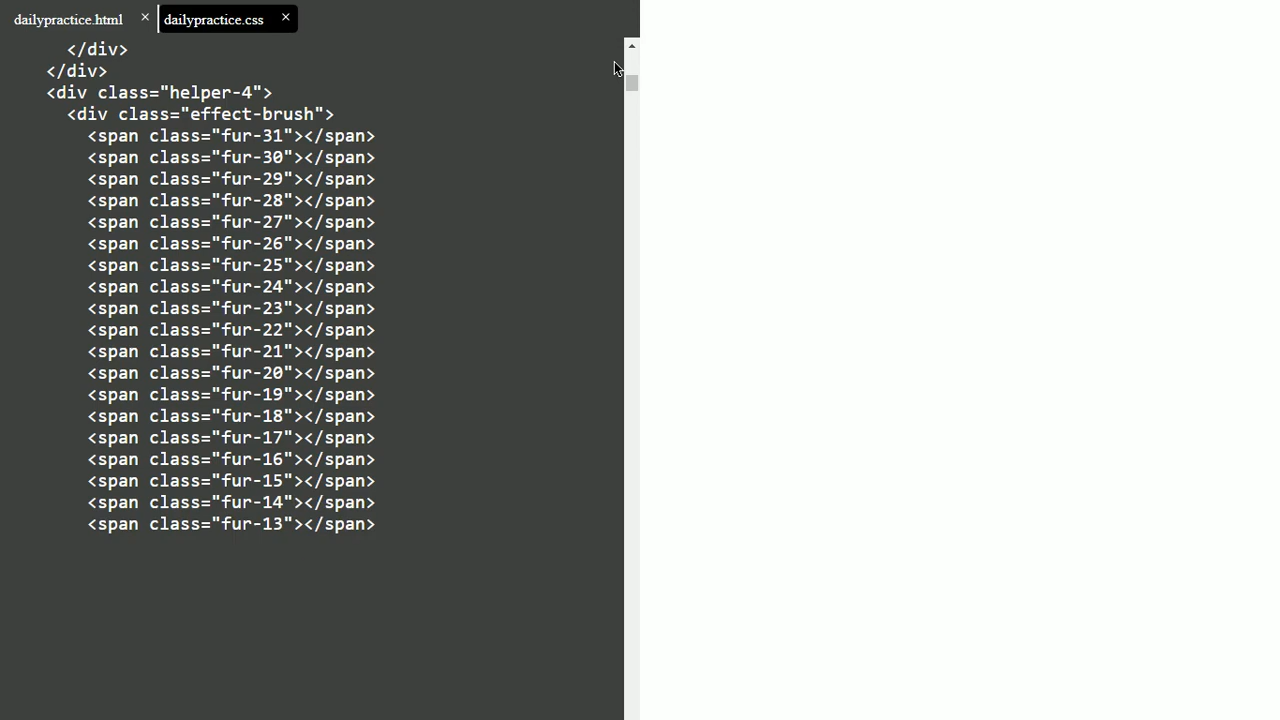 dailypractice.html × dailypractice.css ×
</div>
</div>
<div class="helper-4">
<div class="effect-brush">
<span class="fur-31"></span>
<span class="fur-30"></span>
<span class="fur-29"></span>
<span class="fur-28"></span>
<span class="fur-27"></span>
<span class="fur-26"></span>
<span class="fur-25"></span>
<span class="fur-24"></span>
<span class="fur-23"></span>
<span class="fur-22"></span>
<span class="fur-21"></span>
<span class="fur-20"></span>
<span class="fur-19"></span>
<span class="fur-18"></span>
<span class="fur-17"></span>
<span class="fur-16"></span>
<span class="fur-15"></span>
<span class="fur-14"></span>
<span class="fur-13"></span>